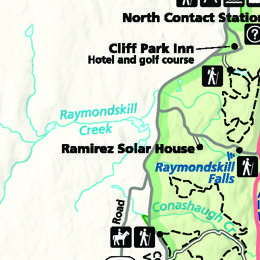 North Contact Station
Cliff Park Inn
Hotel and golf course
Raymondskill
Creek
Ramirez Solar House
Raymondskill
Falls
Conashaugh
Road